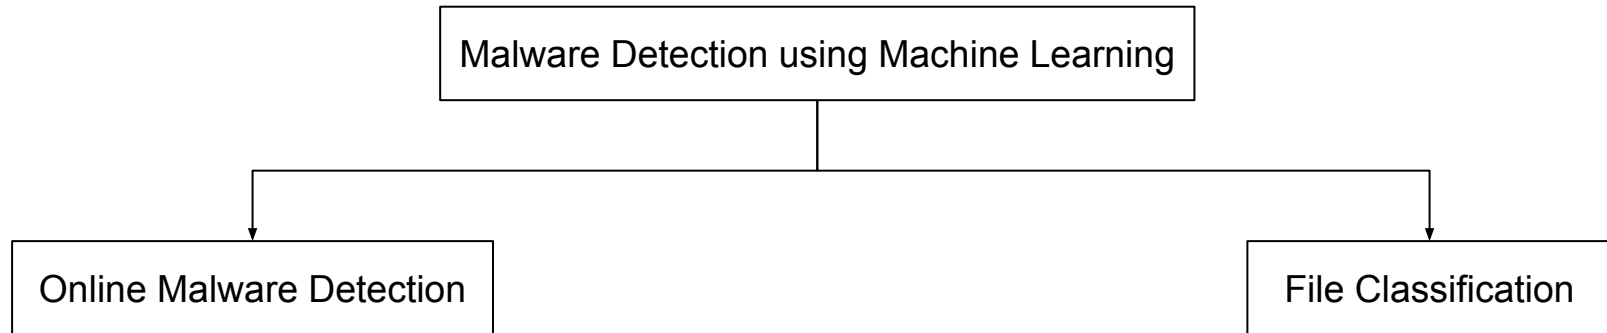 Malware Detection using Machine Learning
Online Malware Detection
File Classification